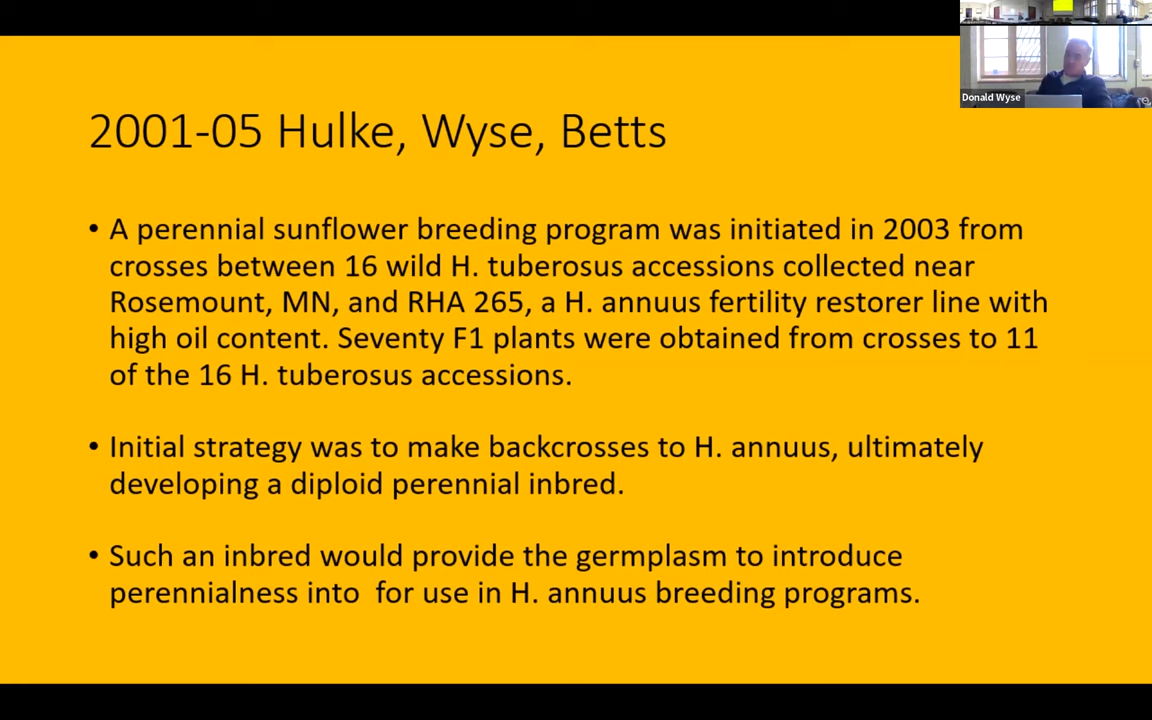 Donald Wyse
2001-05 Hulke, Wyse, Betts
• A perennial sunflower breeding program was initiated in 2003 from
crosses between 16 wild H. tuberosus accessions collected near
Rosemount, MN, and RHA 265, a H. annuus fertility restorer line with
high oil content. Seventy F1 plants were obtained from crosses to 11
of the 16 H. tuberosus accessions.
• Initial strategy was to make backcrosses to H. annuus, ultimately
developing a diploid perennial inbred.
• Such an inbred would provide the germplasm to introduce
perennialness into  for use in H. annuus breeding programs.